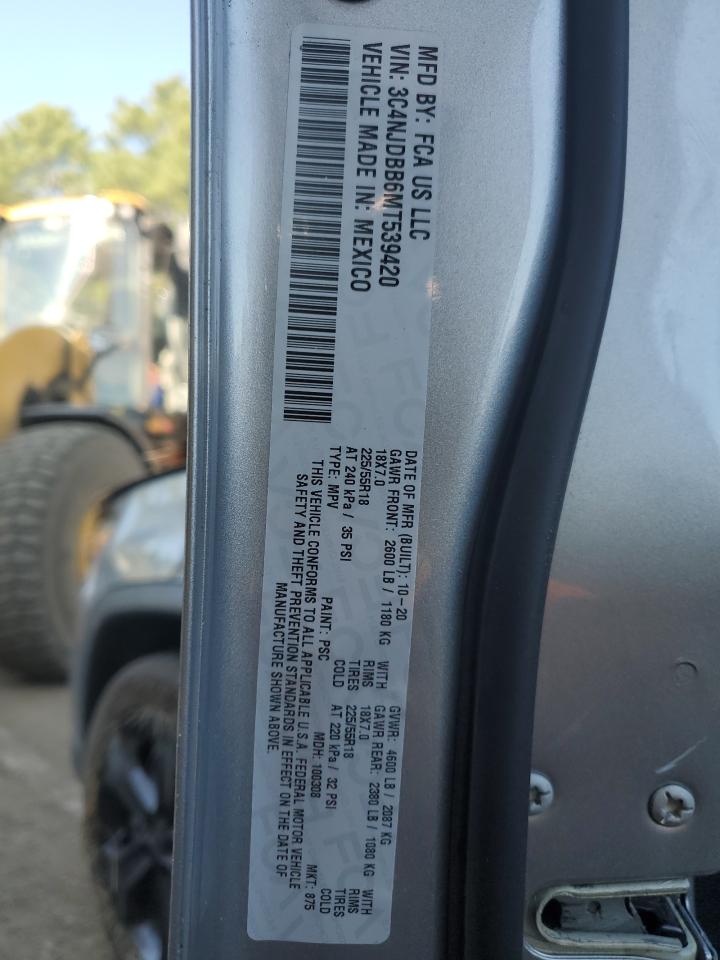 MFD BY: FCA US LLC
VIN: 3C4NJDBB6MT539420
VEHICLE MADE IN: MEXICO
DATE OF MFR (BUILT): 10-20 GVWR: 4600 LB / 2087 KG
GAWR FRONT: 2600 LB / 1180 KG WITH GAWR REAR: 2380 LB / 1080 KG WITH
18X7.0 RIMS 18X7.0 RIMS
225/55R18 TIRES 225/55R18 TIRES
AT 240 kPa / 35 PSI COLD AT 220 kPa / 32 PSI COLD
TYPE: MPV PAINT: PSC MDH: 100308 MKT: 875
THIS VEHICLE CONFORMS TO ALL APPLICABLE U.S.A. FEDERAL MOTOR VEHICLE
SAFETY AND THEFT PREVENTION STANDARDS IN EFFECT ON THE DATE OF
MANUFACTURE SHOWN ABOVE.